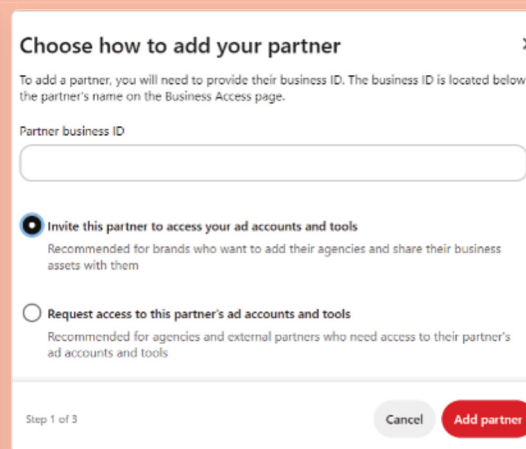 Choose how to add your partner
To add a partner, you will need to provide their business ID. The business ID is located below
the partner's name on the Business Access page.
Partner business ID
Invite this partner to access your ad accounts and tools
Recommended for brands who want to add their agencies and share their business
assets with them
Request access to this partner's ad accounts and tools
Recommended for agencies and external partners who need access to their partner's
ad accounts and tools
Step 1 of 3
Cancel
Add partner